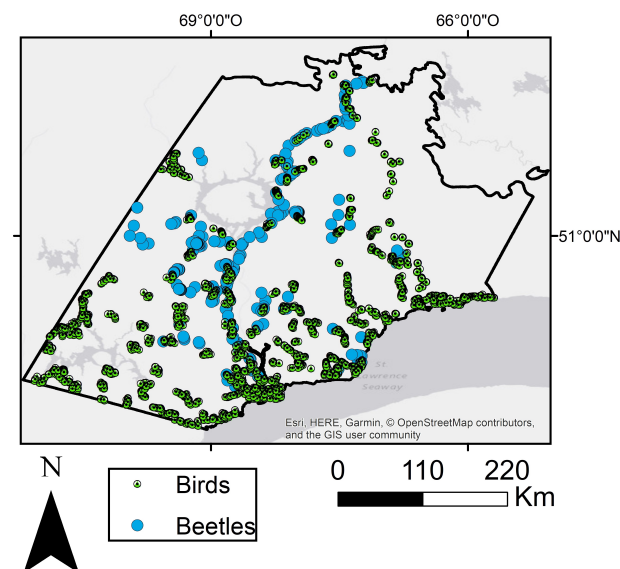 69°0'0"O 66°0'0"O
51°0'0"N
St.
Lawrence
Seaway
Esri, HERE, Garmin, © OpenStreetMap contributors,
and the GIS user community
N
Birds
Beetles
0 110 220
Km